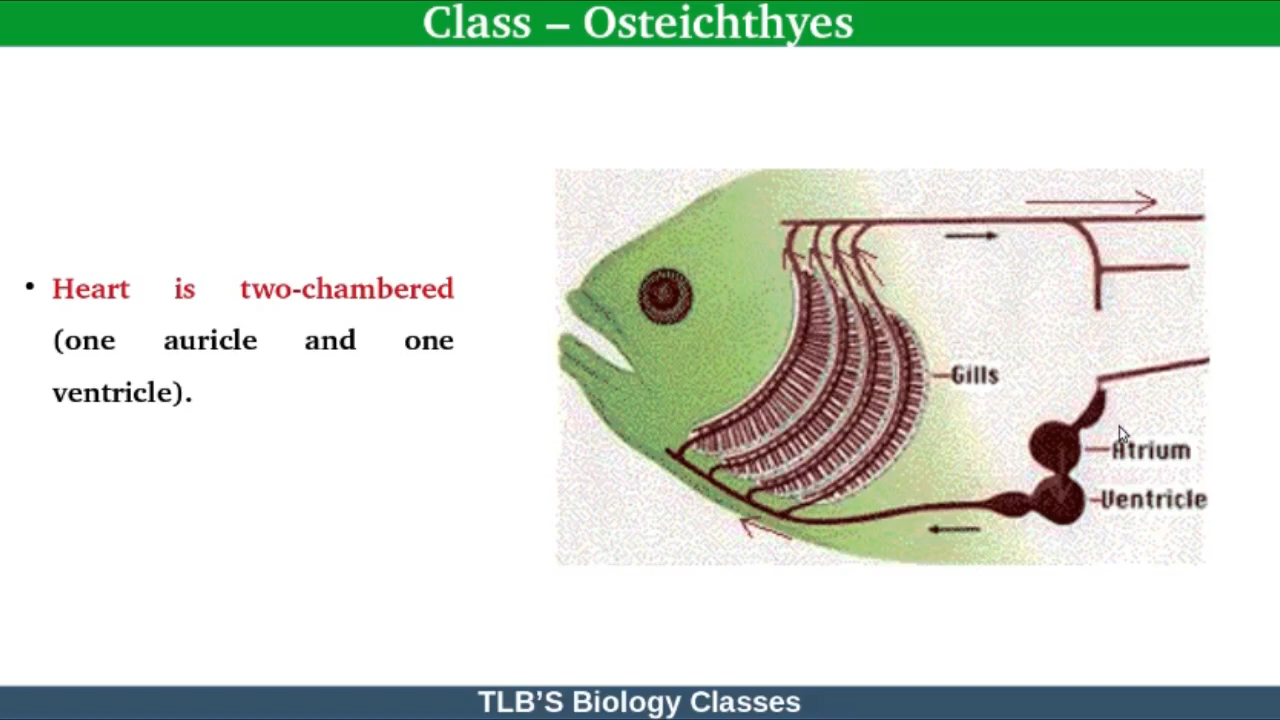 Class – Osteichthyes
• Heart is two-chambered
(one auricle and one
ventricle).
Gills
Atrium
Ventricle
TLB’S Biology Classes